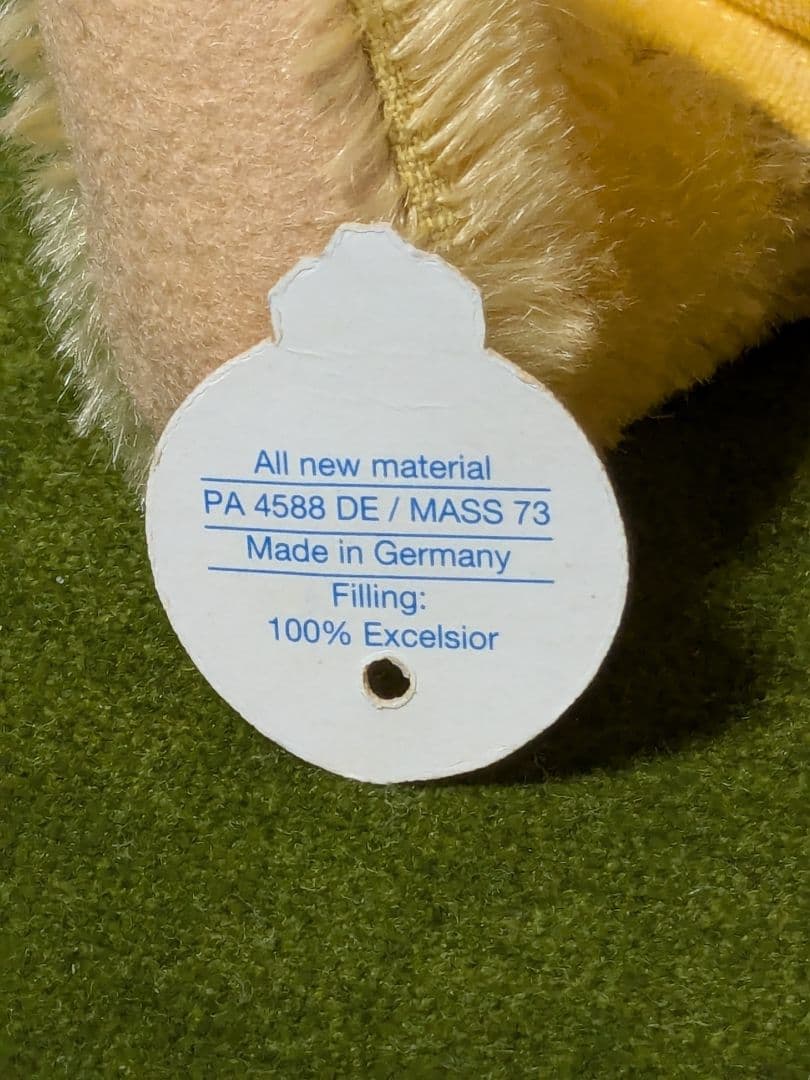 All new material
PA 4588 DE / MASS 73
Made in Germany
Filling:
100% Excelsior